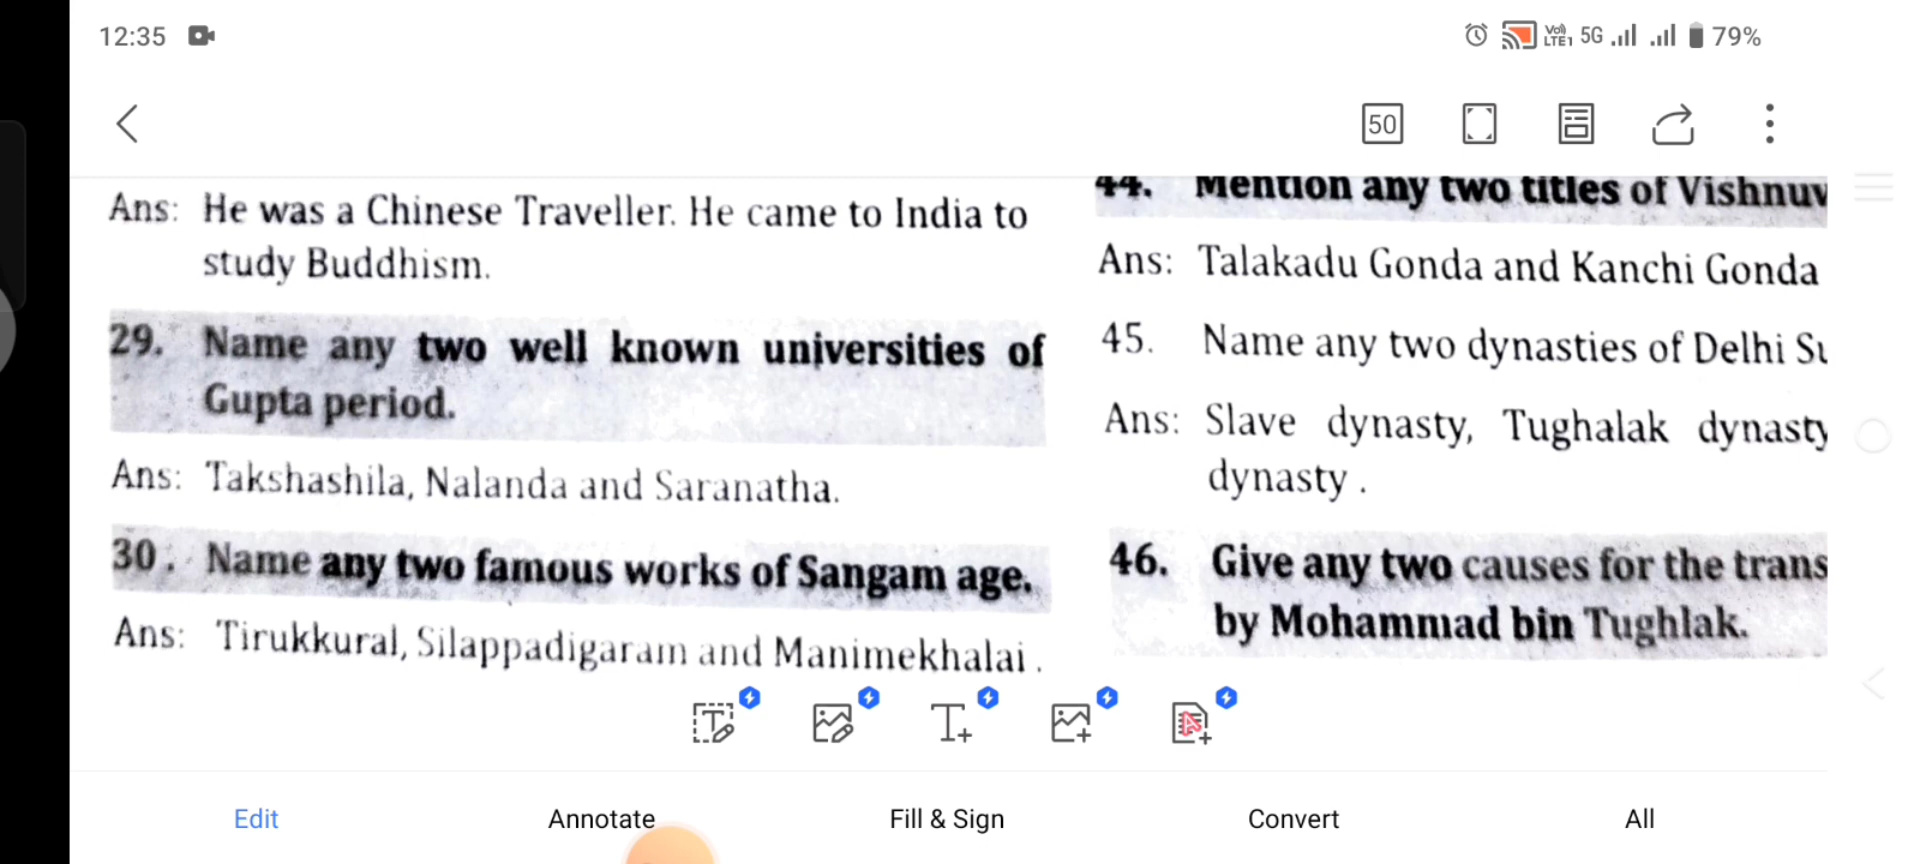 12:35
Vo) LTE1 5G 79%
50
Ans: He was a Chinese Traveller. He came to India to
study Buddhism.
29. Name any two well known universities of
Gupta period.
Ans: Takshashila, Nalanda and Saranatha.
30. Name any two famous works of Sangam age.
Ans: Tirukkural, Silappadigaram and Manimekhalai .
44. Mention any two titles of Vishnuv
Ans: Talakadu Gonda and Kanchi Gonda
45. Name any two dynasties of Delhi Su
Ans: Slave dynasty, Tughalak dynasty
dynasty .
46. Give any two causes for the trans
by Mohammad bin Tughlak.
Edit Annotate Fill & Sign Convert All